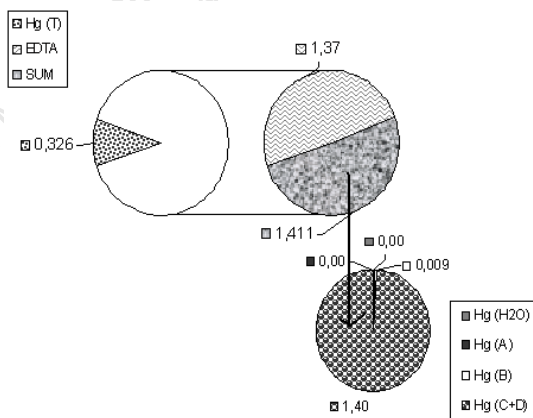 Hg (T)
EDTA
SUM
1,37
0,326
1,411
0,00
0,00
0,009
1,40
Hg (H2O)
Hg (A)
Hg (B)
Hg (C+D)